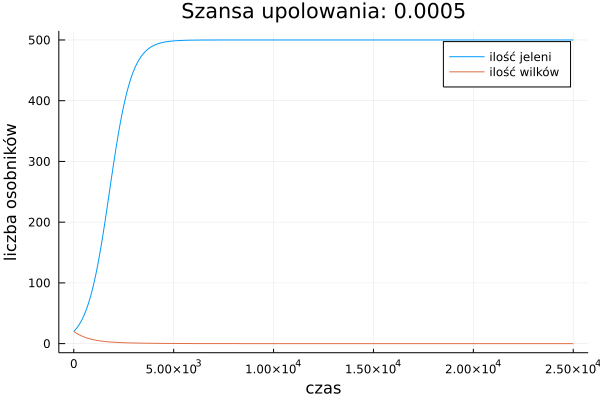 Szansa upolowania: 0.0005
500
400
300
200
100
0
liczba osobników
ilość jeleni
ilość wilków
0 5.00×10³ 1.00×10⁴ 1.50×10⁴ 2.00×10⁴ 2.50×10⁴
czas